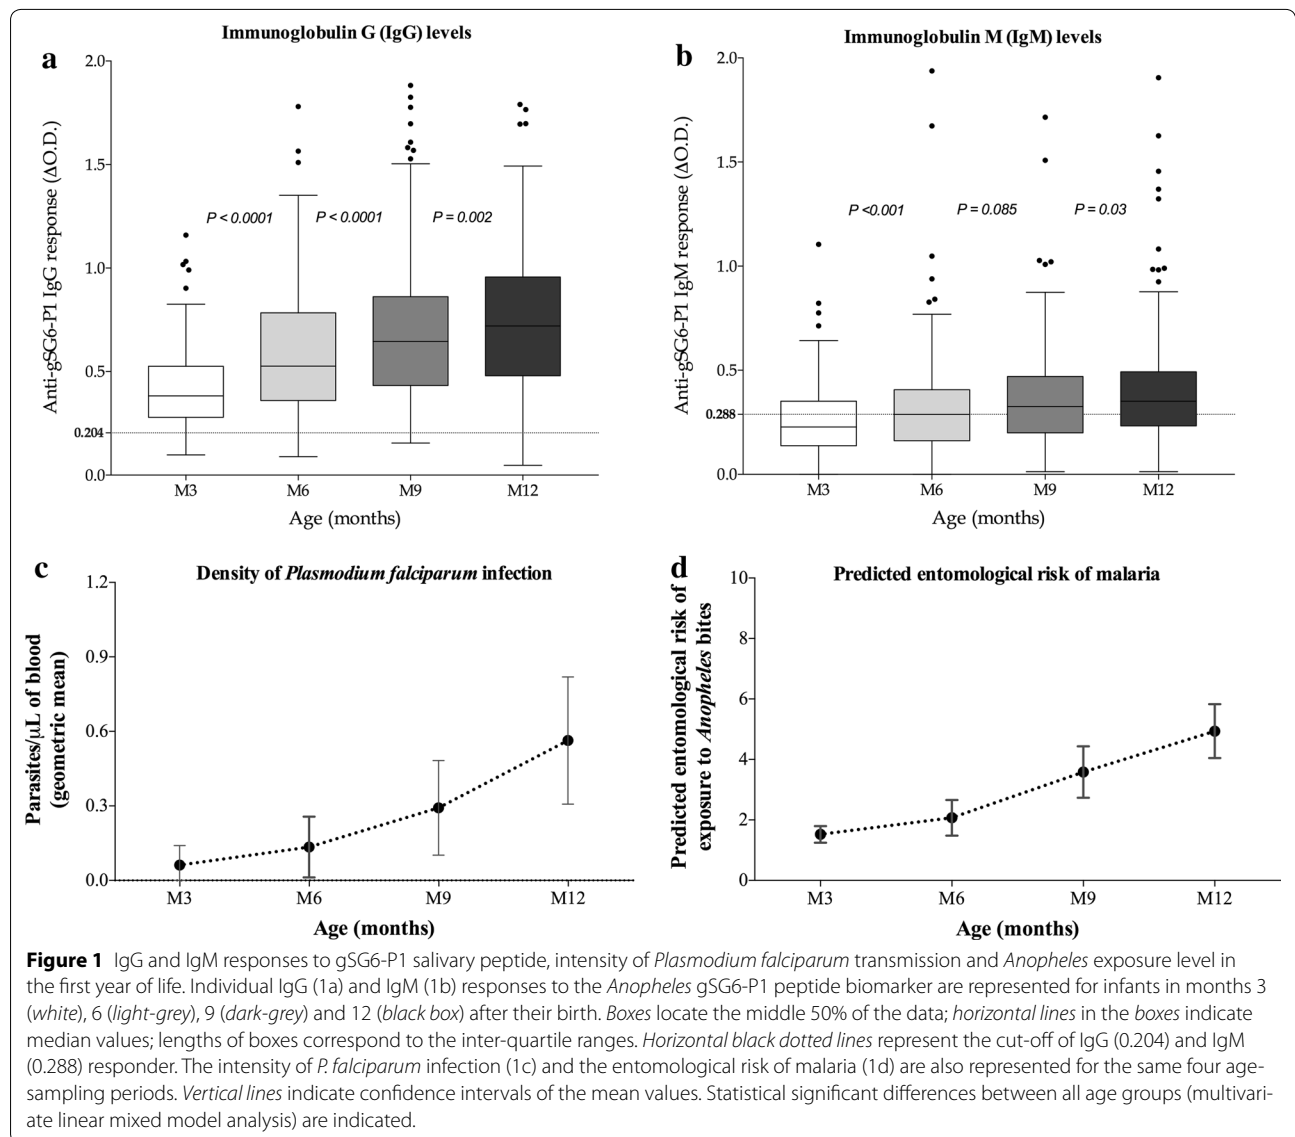 Immunoglobulin G (IgG) levels
a
Anti-gSG6-P1 IgG response (ΔO.D.)
2.0
1.5
1.0
0.5
0.204
0.0
P < 0.0001
P < 0.0001
P = 0.002
M3
M6
M9
M12
Age (months)
Immunoglobulin M (IgM) levels
b
Anti-gSG6-P1 IgM response (ΔO.D.)
2.0
1.5
1.0
0.5
0.288
0.0
P <0.001
P = 0.085
P = 0.03
M3
M6
M9
M12
Age (months)
c
Density of Plasmodium falciparum infection
Parasites/µL of blood
(geometric mean)
1.2
0.9
0.6
0.3
0.0
M3
M6
M9
M12
Age (months)
d
Predicted entomological risk of malaria
Predicted entomological risk of
exposure to Anopheles bites
10
8
6
4
2
0
M3
M6
M9
M12
Age (months)
Figure 1 IgG and IgM responses to gSG6-P1 salivary peptide, intensity of Plasmodium falciparum transmission and Anopheles exposure level in
the first year of life. Individual IgG (1a) and IgM (1b) responses to the Anopheles gSG6-P1 peptide biomarker are represented for infants in months 3
(white), 6 (light-grey), 9 (dark-grey) and 12 (black box) after their birth. Boxes locate the middle 50% of the data; horizontal lines in the boxes indicate
median values; lengths of boxes correspond to the inter-quartile ranges. Horizontal black dotted lines represent the cut-off of IgG (0.204) and IgM
(0.288) responder. The intensity of P. falciparum infection (1c) and the entomological risk of malaria (1d) are also represented for the same four age-
sampling periods. Vertical lines indicate confidence intervals of the mean values. Statistical significant differences between all age groups (multivari-
ate linear mixed model analysis) are indicated.